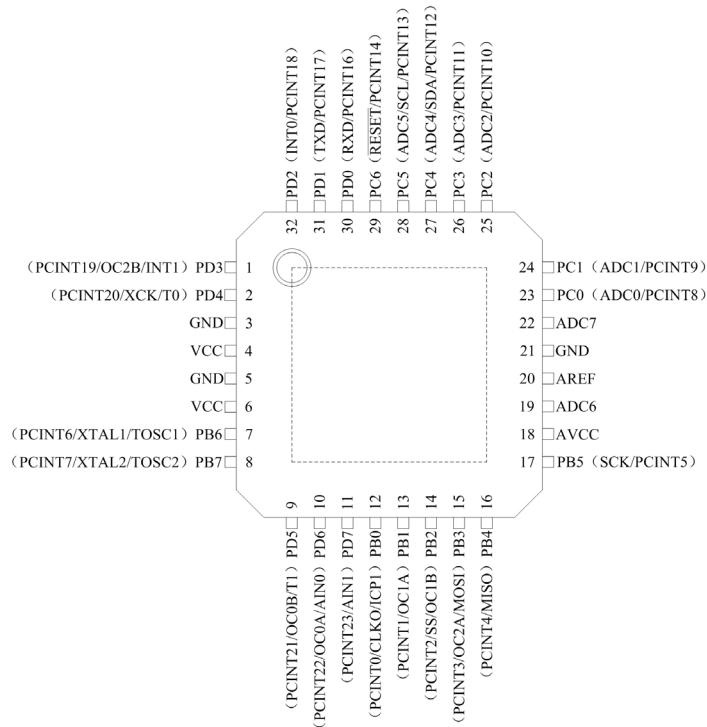 32 PD2（INT0/PCINT18）
31 PD1（TXD/PCINT17）
30 PD0（RXD/PCINT16）
29 PC6（RESET/PCINT14）
28 PC5（ADC5/SCL/PCINT13）
27 PC4（ADC4/SDA/PCINT12）
26 PC3（ADC3/PCINT11）
25 PC2（ADC2/PCINT10）
（PCINT19/OC2B/INT1）PD3 1
（PCINT20/XCK/T0）PD4 2
GND 3
VCC 4
GND 5
VCC 6
（PCINT6/XTAL1/TOSC1）PB6 7
（PCINT7/XTAL2/TOSC2）PB7 8
24 PC1（ADC1/PCINT9）
23 PC0（ADC0/PCINT8）
22 ADC7
21 GND
20 AREF
19 ADC6
18 AVCC
17 PB5（SCK/PCINT5）
（PCINT21/OC0B/T1）PD5 9
（PCINT22/OC0A/AIN0）PD6 10
（PCINT23/AIN1）PD7 11
（PCINT0/CLKO/ICP1）PB0 12
（PCINT1/OC1A）PB1 13
（PCINT2/SS/OC1B）PB2 14
（PCINT3/OC2A/MOSI）PB3 15
（PCINT4/MISO）PB4 16